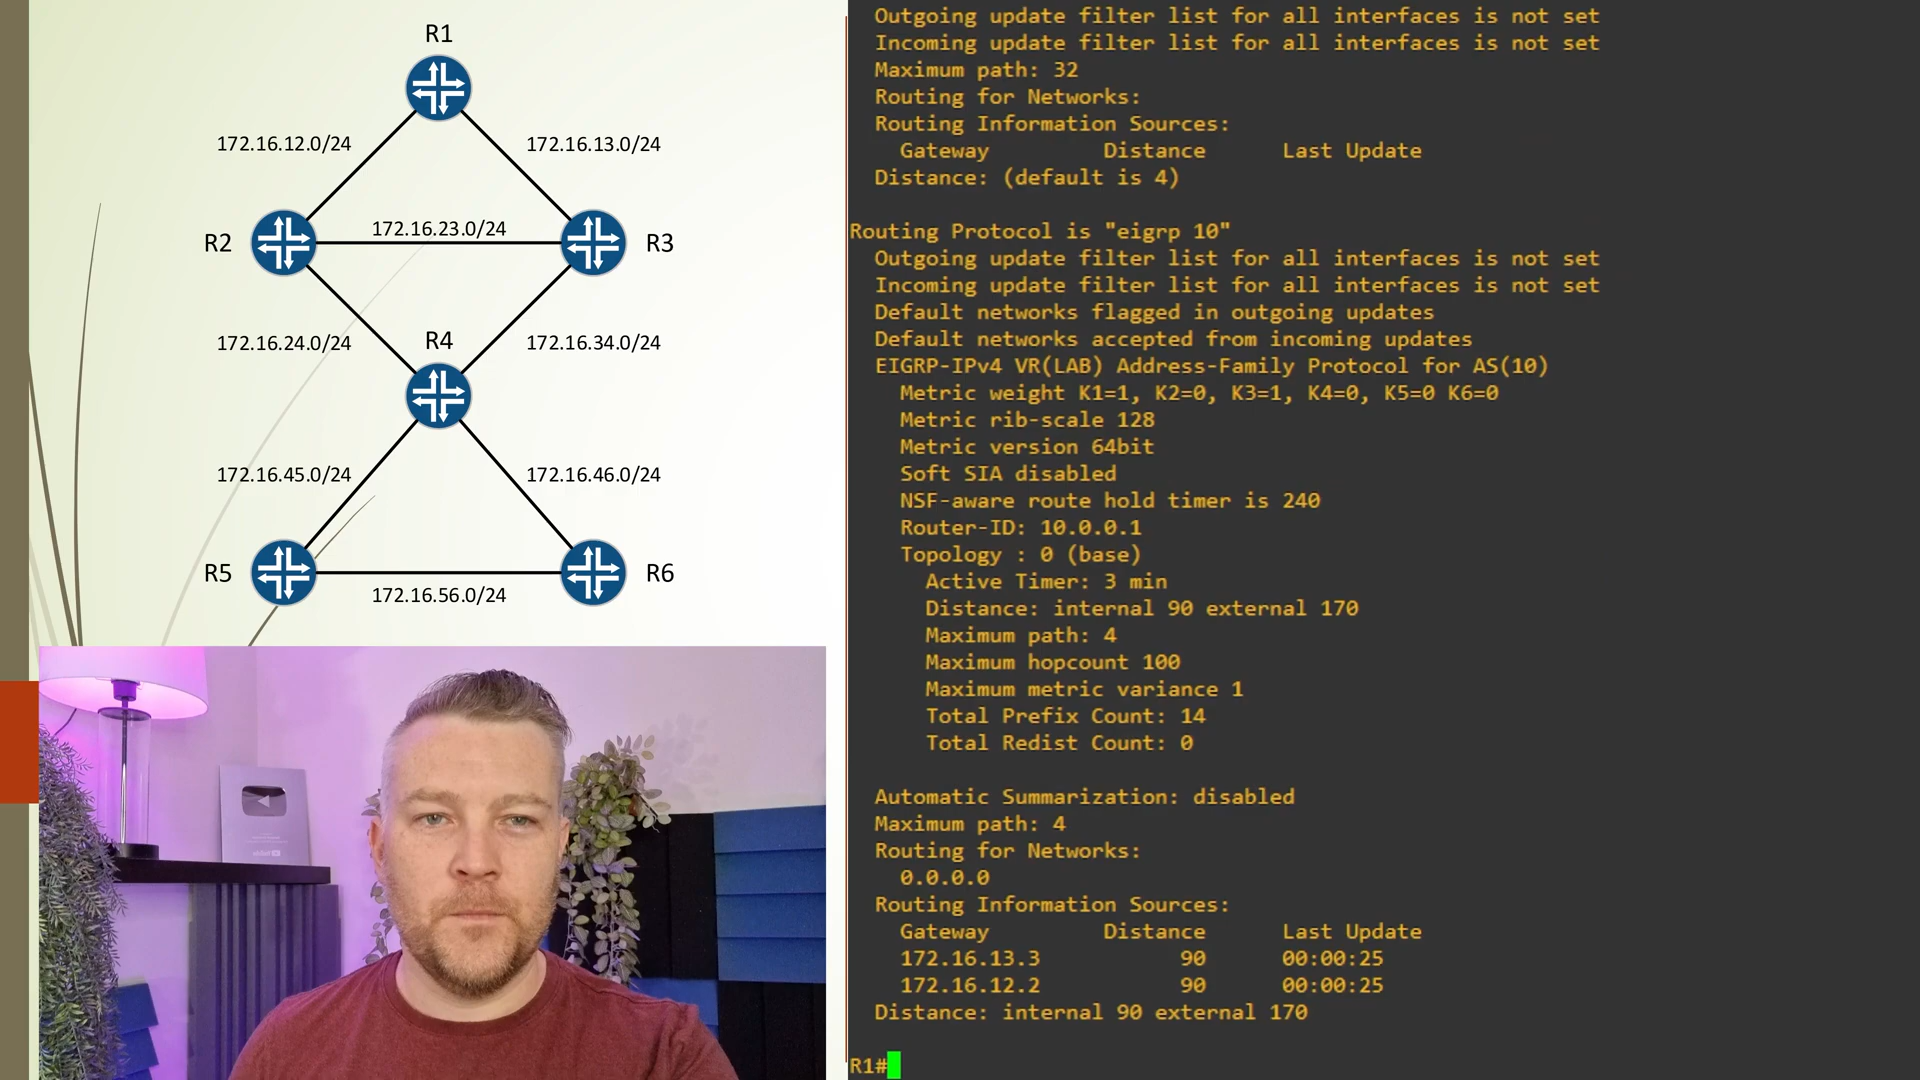 R1
172.16.12.0/24
172.16.13.0/24
172.16.23.0/24
R2
R3
172.16.24.0/24
R4
172.16.34.0/24
172.16.45.0/24
172.16.46.0/24
R5
R6
172.16.56.0/24
Outgoing update filter list for all interfaces is not set
Incoming update filter list for all interfaces is not set
Maximum path: 32
Routing for Networks:
Routing Information Sources:
Gateway Distance Last Update
Distance: (default is 4)
Routing Protocol is "eigrp 10"
Outgoing update filter list for all interfaces is not set
Incoming update filter list for all interfaces is not set
Default networks flagged in outgoing updates
Default networks accepted from incoming updates
EIGRP-IPv4 VR(LAB) Address-Family Protocol for AS(10)
Metric weight K1=1, K2=0, K3=1, K4=0, K5=0 K6=0
Metric rib-scale 128
Metric version 64bit
Soft SIA disabled
NSF-aware route hold timer is 240
Router-ID: 10.0.0.1
Topology : 0 (base)
Active Timer: 3 min
Distance: internal 90 external 170
Maximum path: 4
Maximum hopcount 100
Maximum metric variance 1
Total Prefix Count: 14
Total Redist Count: 0
Automatic Summarization: disabled
Maximum path: 4
Routing for Networks:
0.0.0.0
Routing Information Sources:
Gateway Distance Last Update
172.16.13.3 90 00:00:25
172.16.12.2 90 00:00:25
Distance: internal 90 external 170
R1#